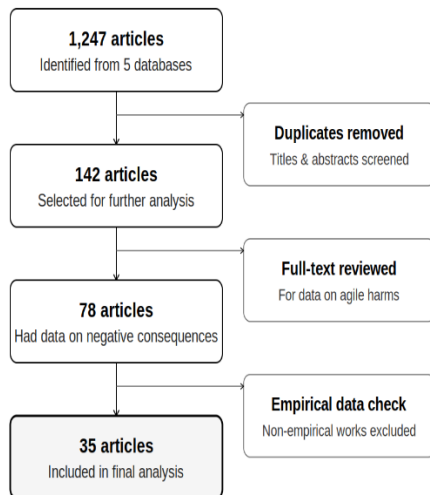 1,247 articles
Identified from 5 databases
Duplicates removed
Titles & abstracts screened
142 articles
Selected for further analysis
Full-text reviewed
For data on agile harms
78 articles
Had data on negative consequences
Empirical data check
Non-empirical works excluded
35 articles
Included in final analysis